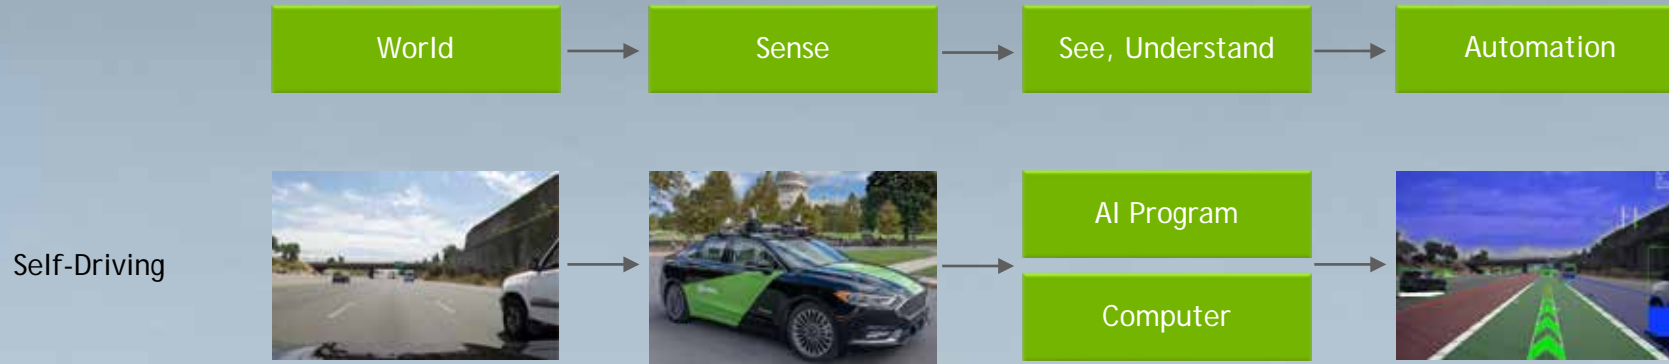 World
Sense
See, Understand
Automation
Self-Driving
AI Program
Computer